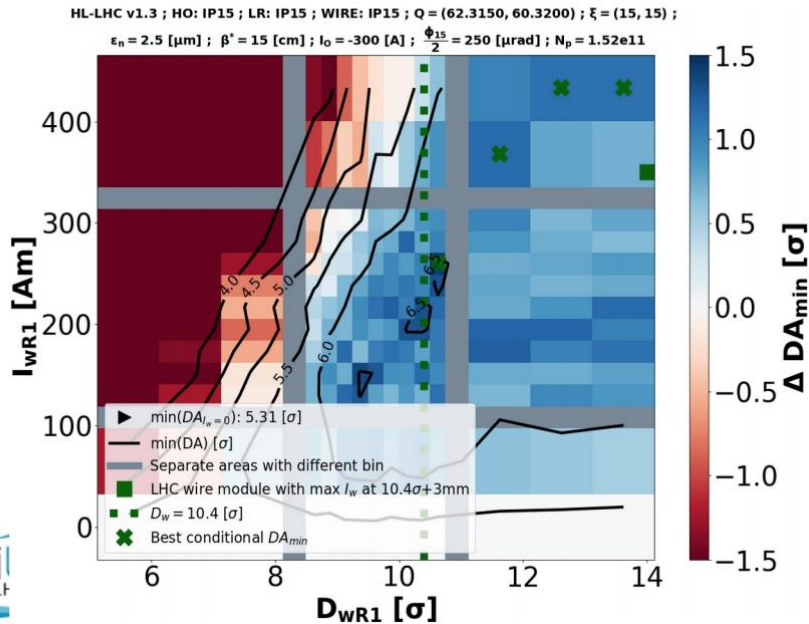 HL-LHC v1.3 ; HO: IP15 ; LR: IP15 ; WIRE: IP15 ; Q = (62.3150, 60.3200) ; ξ = (15, 15) ;
εn = 2.5 [μm] ; β* = 15 [cm] ; IO = -300 [A] ; ϕ15/2 = 250 [μrad] ; Np = 1.52e11
IwR1 [Am]
400
300
200
100
0
4.0
4.5
5.0
5.5
6.0
6.5
6.5
min(DAIw=0): 5.31 [σ]
min(DA) [σ]
Separate areas with different bin
LHC wire module with max Iw at 10.4σ+3mm
Dw = 10.4 [σ]
Best conditional DAmin
6 8 10 12 14
DwR1 [σ]
1.5
1.0
0.5
0.0
−0.5
−1.0
−1.5
Δ DAmin [σ]